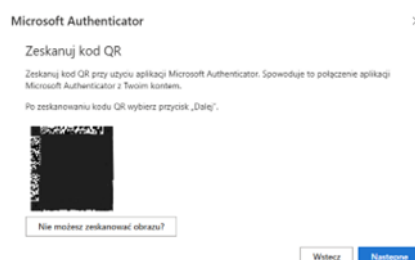 Microsoft Authenticator
Zeskanuj kod QR
Zeskanuj kod QR przy użyciu aplikacji Microsoft Authenticator. Spowoduje to połączenie aplikacji
Microsoft Authenticator z Twoim kontem.
Po zeskanowaniu kodu QR wybierz przycisk „Dalej”.
Nie możesz zeskanować obrazu?
Wstecz Następne